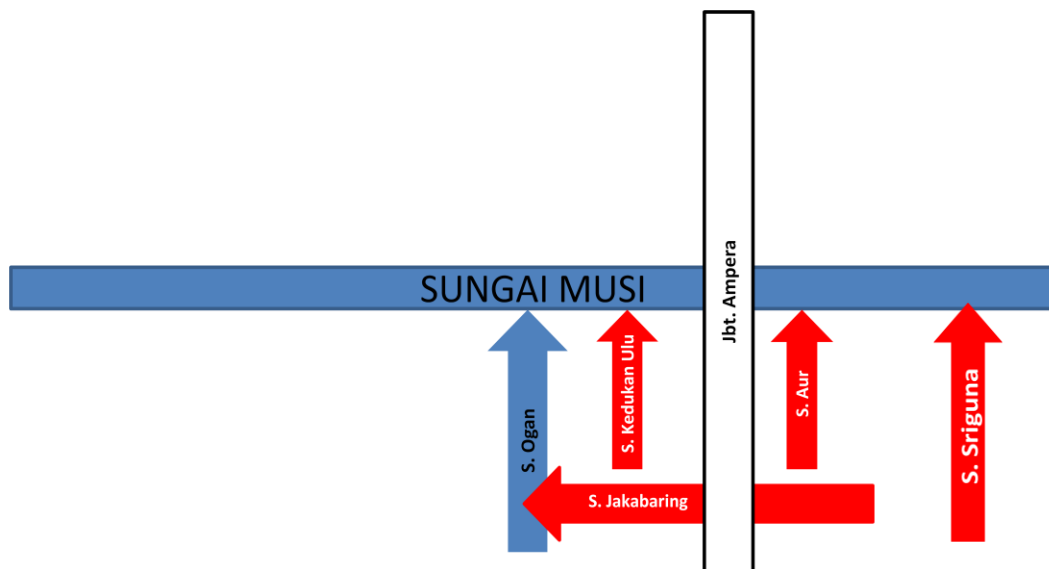 SUNGAI MUSI
Jbt. Ampera
S. Ogan
S. Kedukan Ulu
S. Aur
S. Sriguna
S. Jakabaring